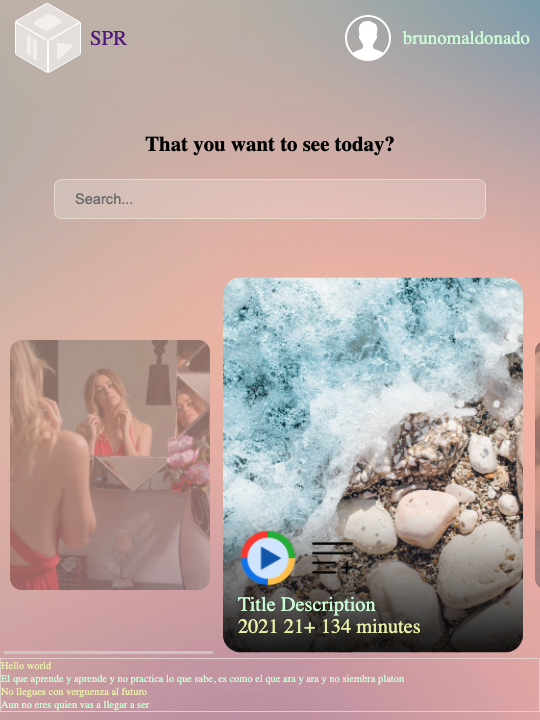 SPR
brunomaldonado
That you want to see today?
Search...
Title Description
2021 21+ 134 minutes
Hello world
El que aprende y aprende y no practica lo que sabe, es como el que ara y ara y no siembra platon
No llegues con verguenza al futuro
Aun no eres quien vas a llegar a ser